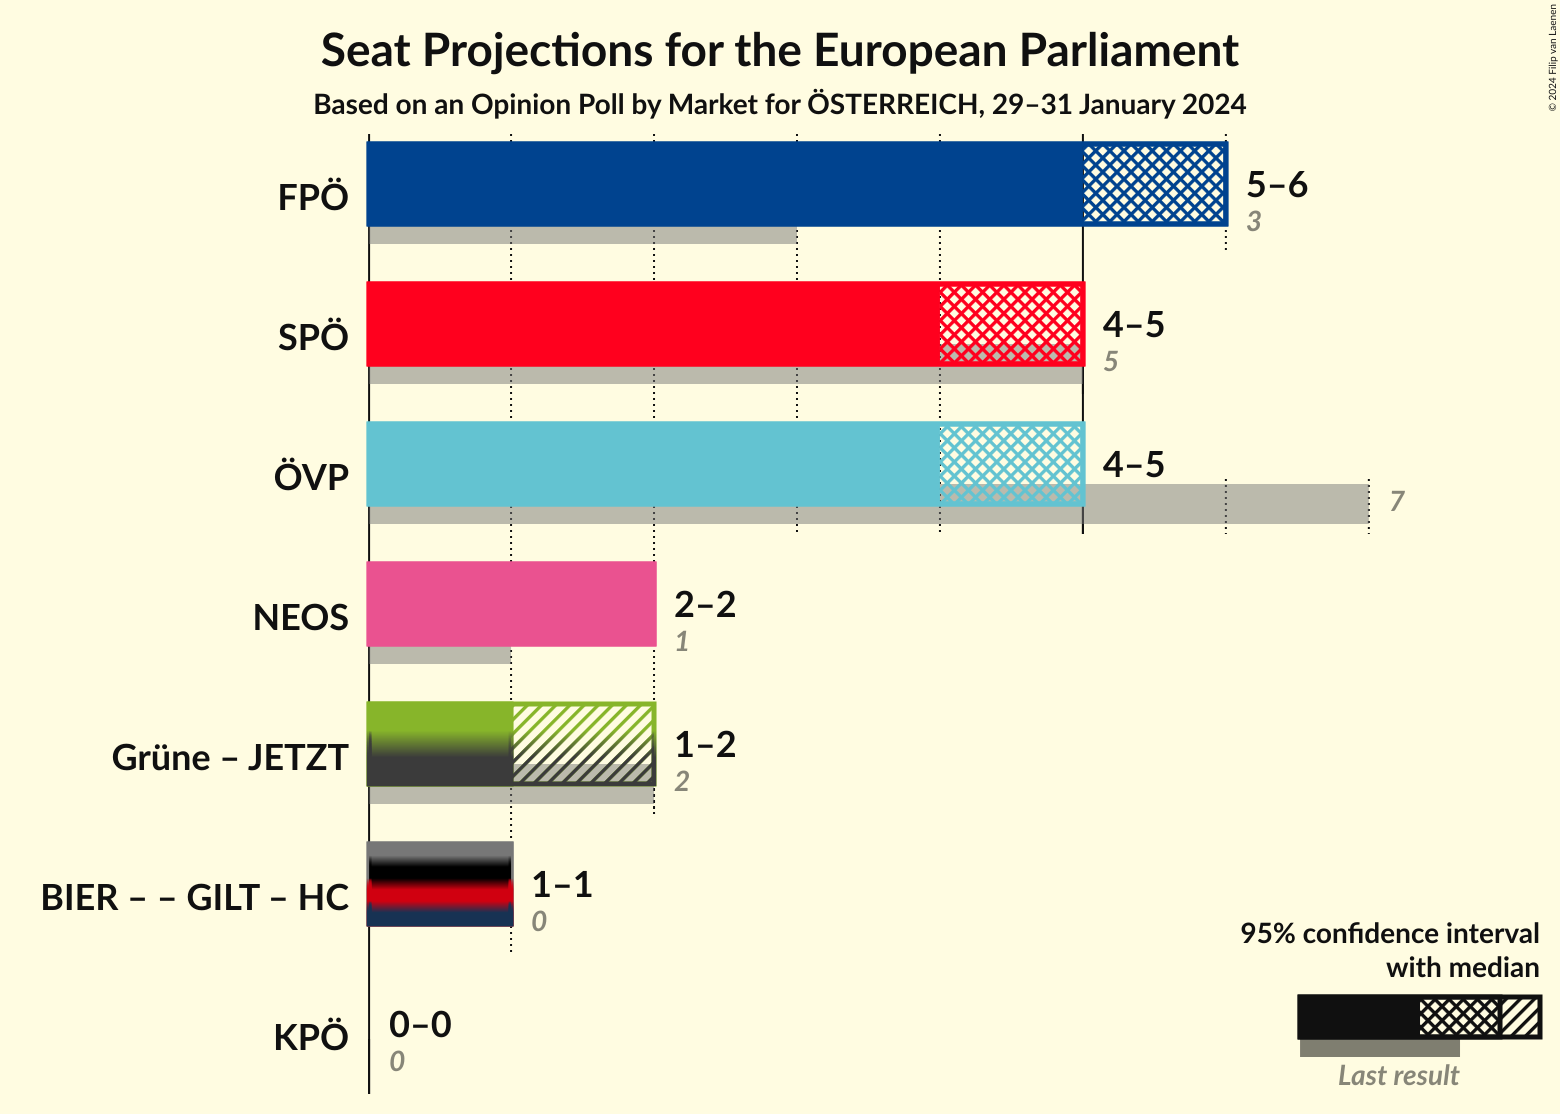 Seat Projections for the European Parliament
Based on an Opinion Poll by Market for ÖSTERREICH, 29–31 January 2024
© 2024 Filip van Laenen
FPÖ
5–6
3
SPÖ
4–5
5
ÖVP
4–5
7
NEOS
2–2
1
Grüne – JETZT
1–2
2
BIER – – GILT – HC
1–1
0
KPÖ
0–0
0
95% confidence interval
with median
Last result